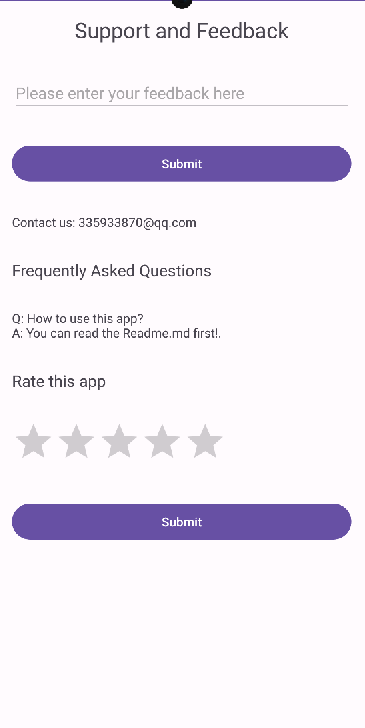 Support and Feedback
Please enter your feedback here
Submit
Contact us: 335933870@qq.com
Frequently Asked Questions
Q: How to use this app?
A: You can read the Readme.md first!.
Rate this app
Submit